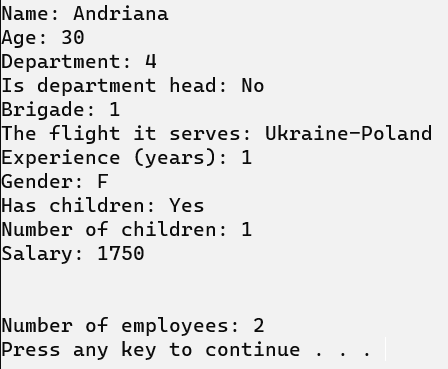 Name: Andriana
Age: 30
Department: 4
Is department head: No
Brigade: 1
The flight it serves: Ukraine-Poland
Experience (years): 1
Gender: F
Has children: Yes
Number of children: 1
Salary: 1750
Number of employees: 2
Press any key to continue . . .